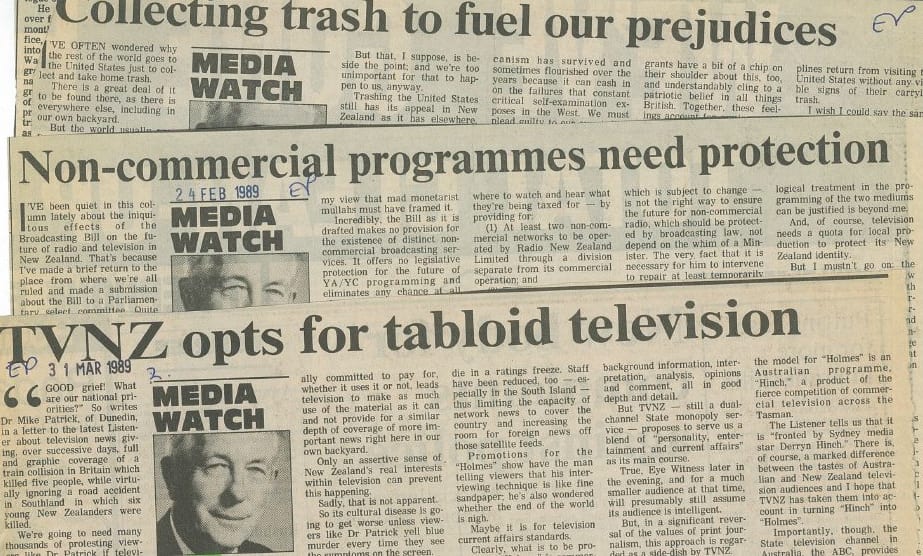 Collecting trash to fuel our prejudices
EP
I'VE OFTEN wondered why
the rest of the world goes to
the United States just to col-
lect and take home trash.
There is a great deal of it
to be found there, as there is
everywhere else, including in
our own backyard.
But the world usually
MEDIA
WATCH
But that, I suppose, is be-
side the point; and we're too
unimportant for that to hap-
pen to us, anyway.
Trashing the United States
still has its appeal in New
Zealand as it has elsewhere.
canism has survived and
sometimes flourished over the
years because it can cash in
on the failures that constant
critical self-examination ex-
poses in the West. We must
plead guilty to our
grants have a bit of a chip on
their shoulder about this, too,
and understandably cling to a
patriotic belief in all things
British. Together, these feel-
ings account
plines return from visiting
United States without any vi
ble signs of their carryi
trash.
I wish I could say the sa
Non-commercial programmes need protection
24 FEB 1989
EP
I'VE been quiet in this col-
umn lately about the iniqui-
tous effects of the
Broadcasting Bill on the fu-
ture of radio and television in
New Zealand. That's because
I've made a brief return to the
place from where we're all
ruled and made a submission
about the Bill to a Parliamen-
tary select committee. Quite
MEDIA
WATCH
my view that mad monetarist
mullahs must have framed it.
Incredibly, the Bill as it is
drafted makes no provision for
the existence of distinct non-
commercial broadcasting ser-
vices. It offers no legislative
protection for the future of
YA/YC programming and
eliminates any chance at all
where to watch and hear what
they're being taxed for — by
providing for:
(1) At least two non-com-
mercial networks to be oper-
ated by Radio New Zealand
Limited through a division
separate from its commercial
operation; and
which is subject to change —
is not the right way to ensure
the future for non-commercial
radio, which should be protect-
ed by broadcasting law, not
depend on the whim of a Min-
ister. The very fact that it is
necessary for him to intervene
to repair at least temporarily
logical treatment in the pro-
gramming of the two mediums
can be justified is beyond me.
And, of course, television
needs a quota for local pro-
duction to protect its New
Zealand identity.
But I mustn't go on: the
TVNZ opts for tabloid television
EP
31 MAR 1989
2.
“GOOD grief! What
are our national pri-
orities?” So writes
Dr Mike Patrick, of Dunedin,
in a letter to the latest Listen-
er about television news giv-
ing, over successive days, full
and graphic coverage of a
train collision in Britain which
killed five people, while virtu-
ally ignoring a road accident
in Southland in which six
young New Zealanders were
killed.
We're going to need many
thousands of protesting view-
ers like Dr Patrick if televi-
MEDIA
WATCH
ally committed to pay for,
whether it uses it or not, leads
television to make as much
use of the material as it can
and not provide for a similar
depth of coverage of more im-
portant news right here in our
own backyard.
Only an assertive sense of
New Zealand's real interests
within television can prevent
this happening.
Sadly, that is not apparent.
So its cultural disease is go-
ing to get worse unless view-
ers like Dr Patrick yell blue
murder every time they see
the symptoms on the screen.
die in a ratings freeze. Staff
have been reduced, too — es-
pecially in the South Island —
thus limiting the capacity of
network news to cover the
country and increasing the
room for foreign news off
those satellite feeds.
Promotions for the
“Holmes” show have the man
telling viewers that his inter-
viewing technique is like fine
sandpaper; he's also wondered
whether the end of the world
is nigh.
Maybe it is for television
current affairs standards.
Clearly, what is to be pro-
background information, inter-
pretation, analysis, opinions
and comment, all in good
depth and detail.
But TVNZ — still a dual-
channel State monopoly ser-
vice — proposes to serve us a
blend of “personality, enter-
tainment and current affairs”
as its main course.
True, Eye Witness later in
the evening, and for a much
smaller audience at that time,
will presumably still assume
its audience is intelligent.
But, in a significant rever-
sal of the values of print jour-
nalism, this approach is regar-
ded as a side-dish by TVNZ.
the model for “Holmes” is an
Australian programme,
“Hinch,” a product of the
fierce competition of commer-
cial television across the
Tasman.
The Listener tells us that it
is “fronted by Sydney media
star Derryn Hinch.” There is,
of course, a marked difference
between the tastes of Austra-
lian and New Zealand televi-
sion audiences and I hope that
TVNZ has taken them into ac-
count in turning “Hinch” into
“Holmes”.
Importantly, though, the
State television channel in
Australia, the ABC, provides